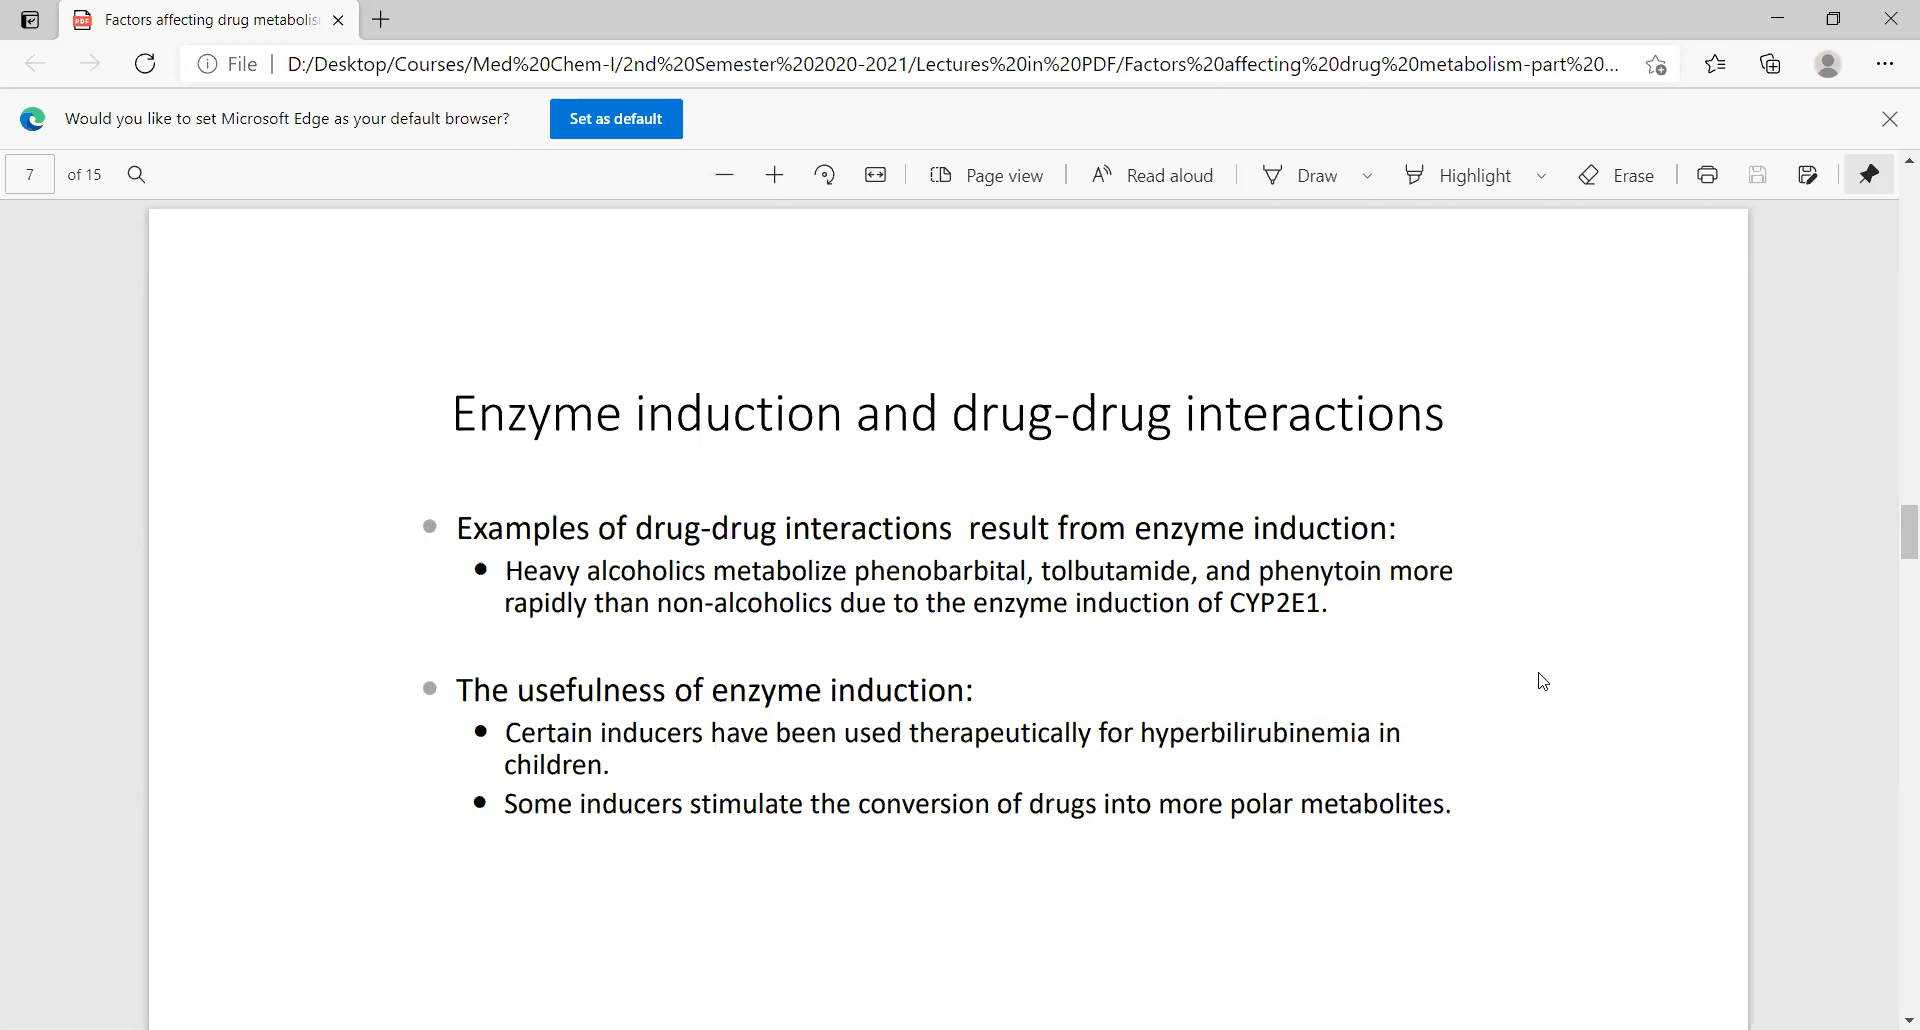 Factors affecting drug metabolis
File
D:/Desktop/Courses/Med%20Chem-I/2nd%20Semester%202020-2021/Lectures%20in%20PDF/Factors%20affecting%20drug%20metabolism-part%20...
Would you like to set Microsoft Edge as your default browser?
Set as default
7 of 15
Page view
Read aloud
Draw
Highlight
Erase
Enzyme induction and drug-drug interactions
Examples of drug-drug interactions result from enzyme induction:
Heavy alcoholics metabolize phenobarbital, tolbutamide, and phenytoin more
rapidly than non-alcoholics due to the enzyme induction of CYP2E1.
The usefulness of enzyme induction:
Certain inducers have been used therapeutically for hyperbilirubinemia in
children.
Some inducers stimulate the conversion of drugs into more polar metabolites.